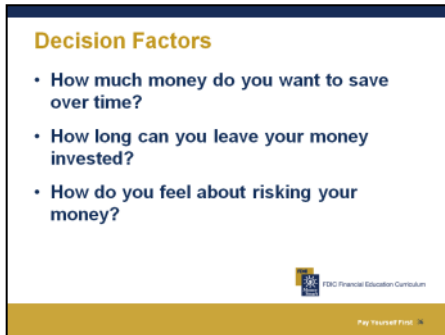 Decision Factors
• How much money do you want to save
over time?
• How long can you leave your money
invested?
• How do you feel about risking your
money?
FDIC Financial Education Curriculum
Pay Yourself First